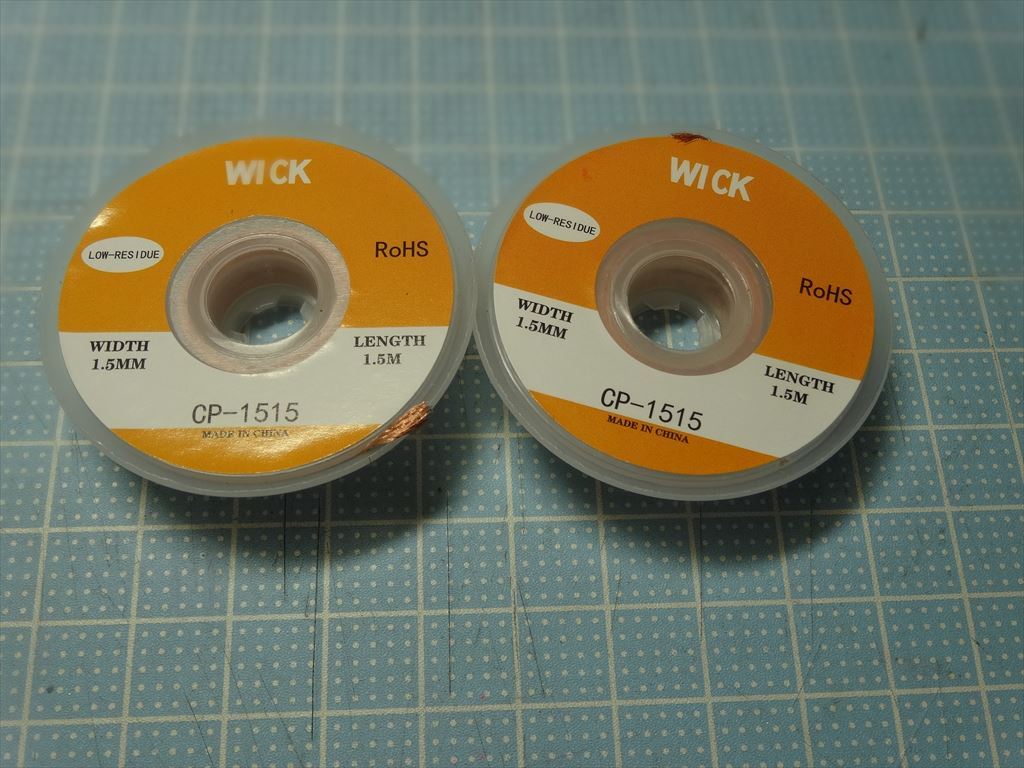 WICK
LOW-RESIDUE
RoHS
WIDTH
1.5MM
LENGTH
1.5M
CP-1515
MADE IN CHINA
WICK
LOW-RESIDUE
RoHS
WIDTH
1.5MM
LENGTH
1.5M
CP-1515
MADE IN CHINA